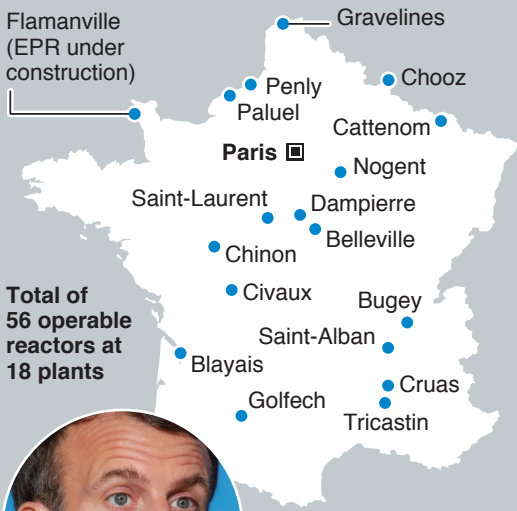 Flamanville
(EPR under
construction)
Gravelines
Chooz
Penly
Paluel
Cattenom
Paris
Nogent
Saint-Laurent
Dampierre
Belleville
Chinon
Total of
56 operable
reactors at
18 plants
Civaux
Bugey
Saint-Alban
Blayais
Cruas
Golfech
Tricastin